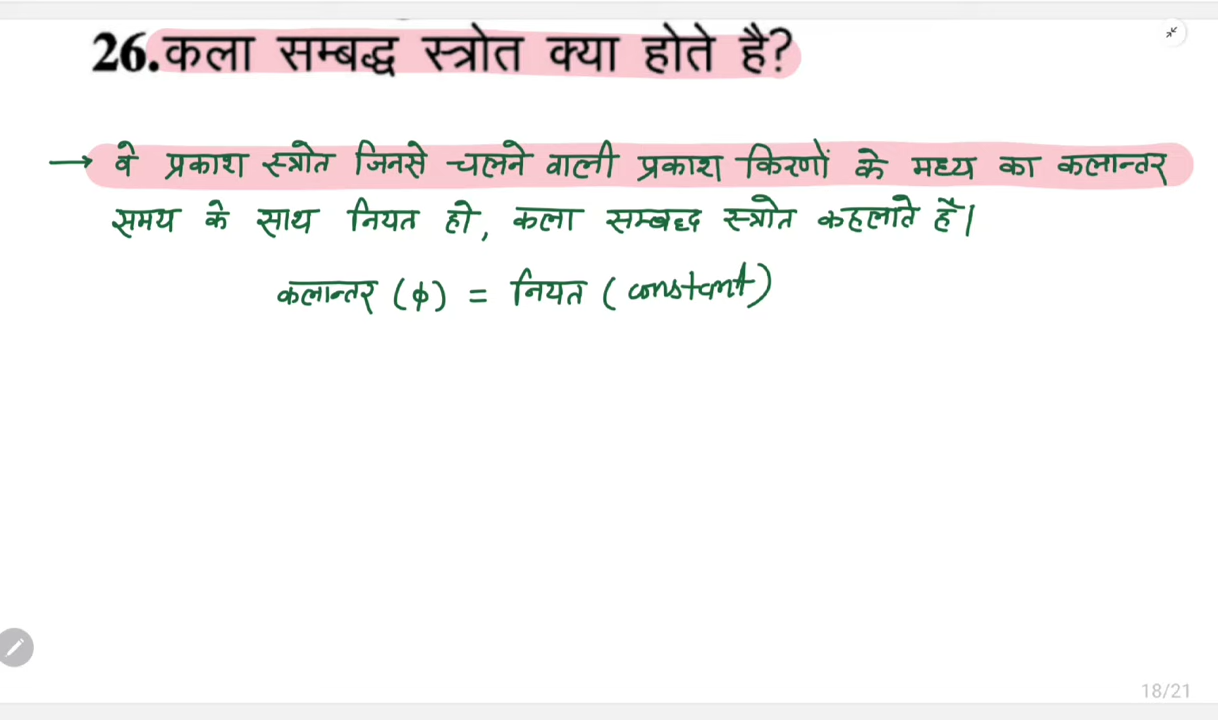 26.कला सम्बद्ध स्त्रोत क्या होते है?
→ वे प्रकाश स्त्रोत जिनसे चलने वाली प्रकाश किरणों के मध्य का कलान्तर
समय के साथ नियत हो, कला सम्बद्ध स्त्रोत कहलाते है।
कलान्तर (ϕ) = नियत (constant)
18/21